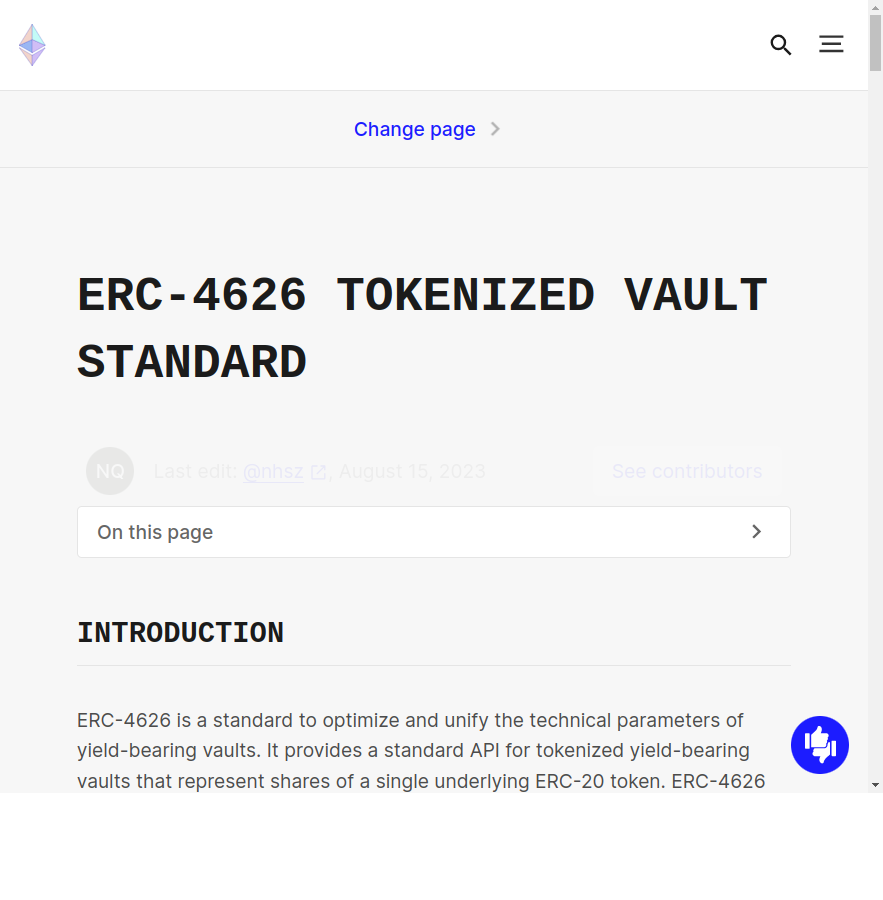 Change page
ERC-4626 TOKENIZED VAULT
STANDARD
NQ Last edit: @nhsz, August 15, 2023 See contributors
On this page
INTRODUCTION
ERC-4626 is a standard to optimize and unify the technical parameters of
yield-bearing vaults. It provides a standard API for tokenized yield-bearing
vaults that represent shares of a single underlying ERC-20 token. ERC-4626